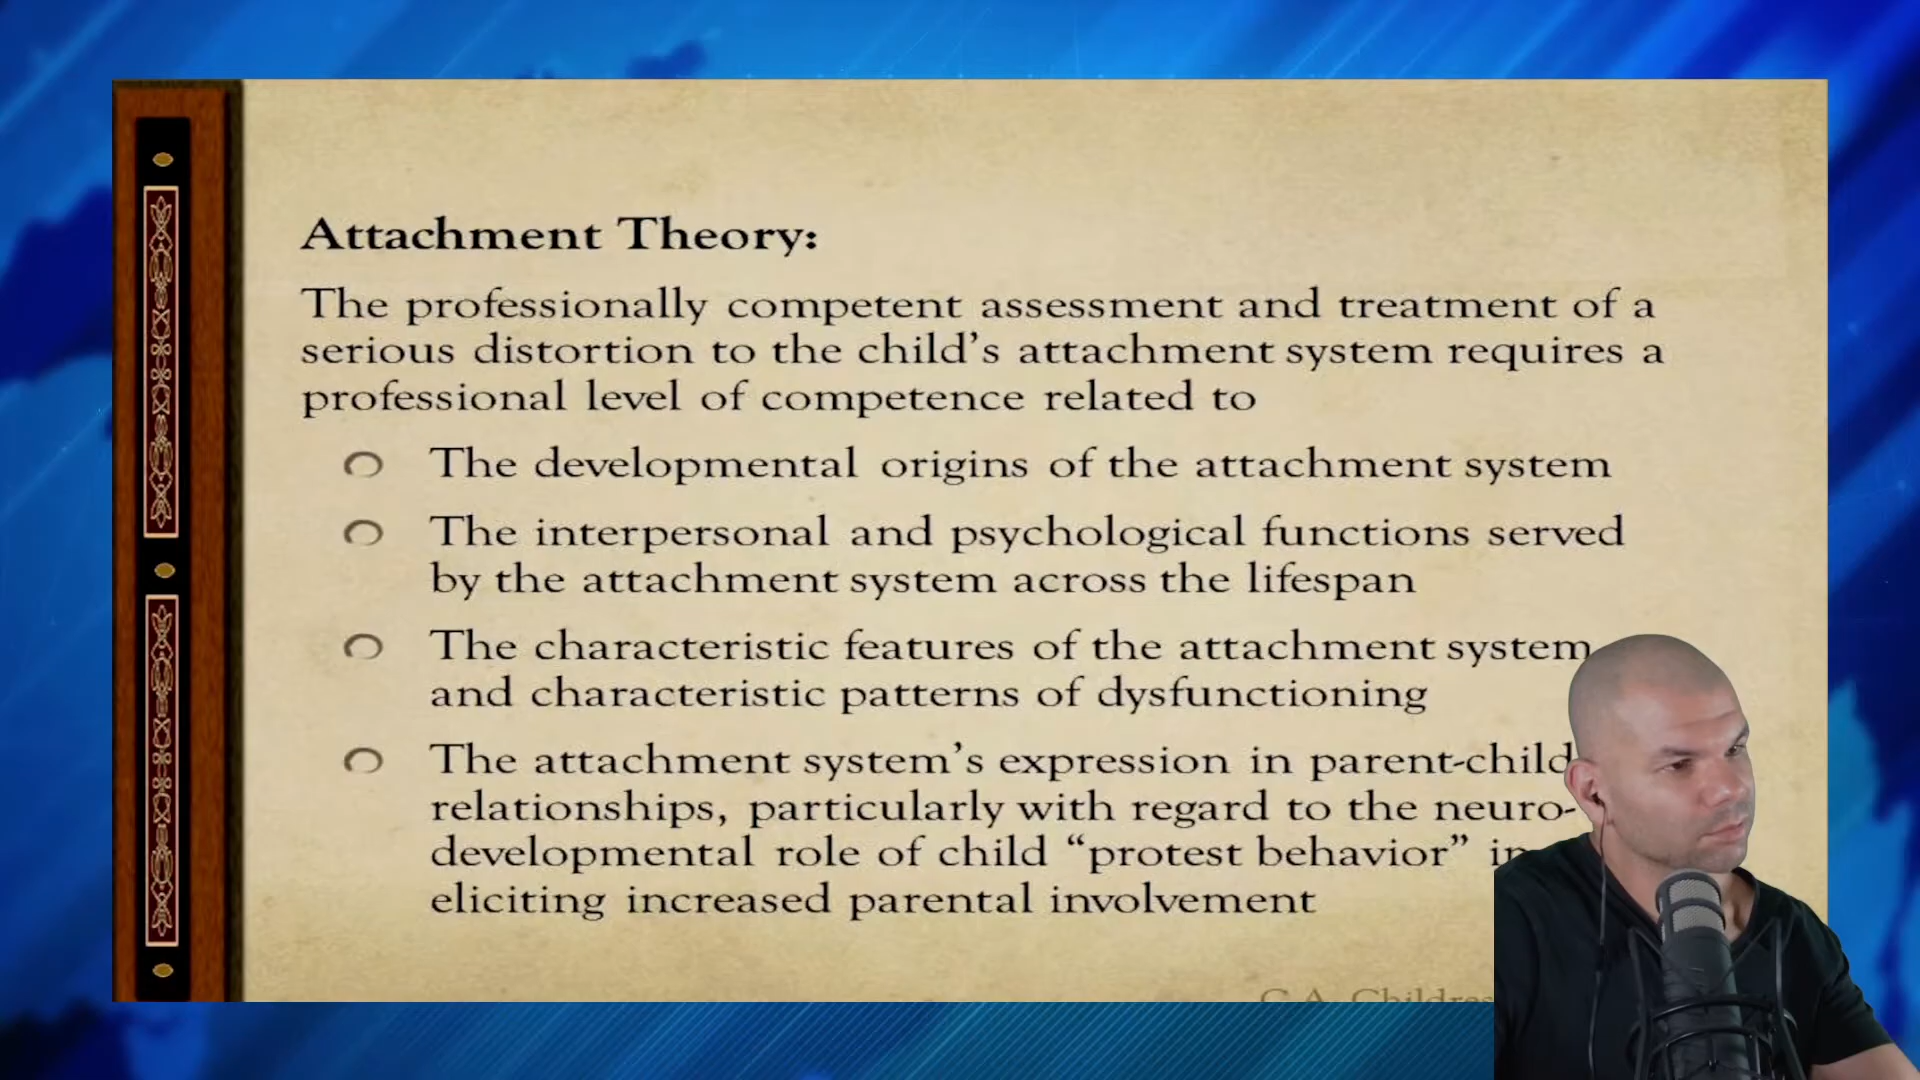 Attachment Theory:
The professionally competent assessment and treatment of a
serious distortion to the child’s attachment system requires a
professional level of competence related to
The developmental origins of the attachment system
The interpersonal and psychological functions served
by the attachment system across the lifespan
The characteristic features of the attachment system
and characteristic patterns of dysfunctioning
The attachment system’s expression in parent-child
relationships, particularly with regard to the neuro-
developmental role of child “protest behavior” in
eliciting increased parental involvement
C.A.